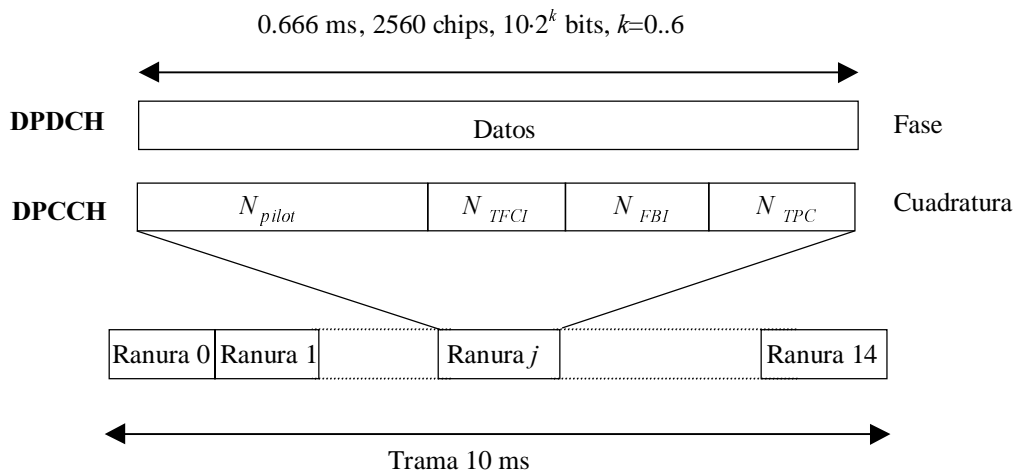 0.666 ms, 2560 chips, 10·2^k bits, k=0..6
DPDCH Datos Fase
DPCCH N_pilot N_TFCI N_FBI N_TPC Cuadratura
Ranura 0 Ranura 1 Ranura j Ranura 14
Trama 10 ms